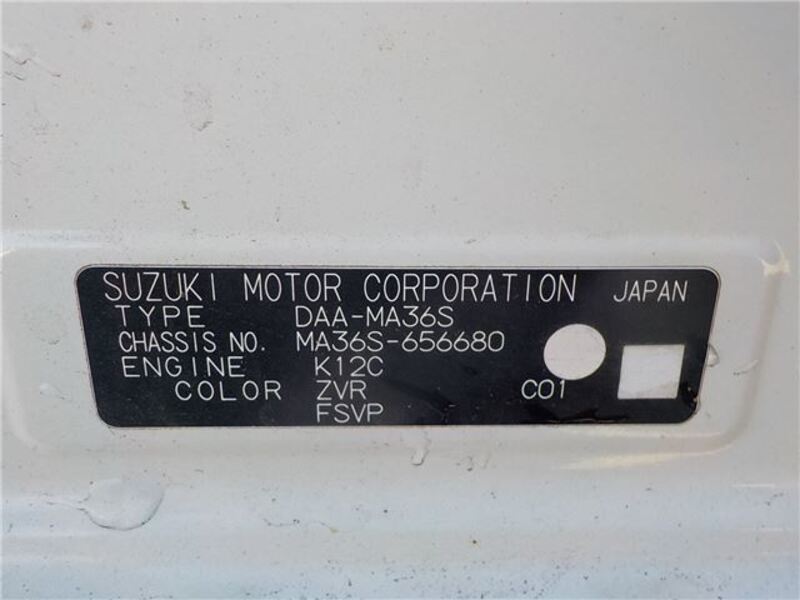 SUZUKI MOTOR CORPORATION JAPAN
TYPE DAA-MA36S
CHASSIS NO. MA36S-656680
ENGINE K12C
COLOR ZVR C01
FSVP